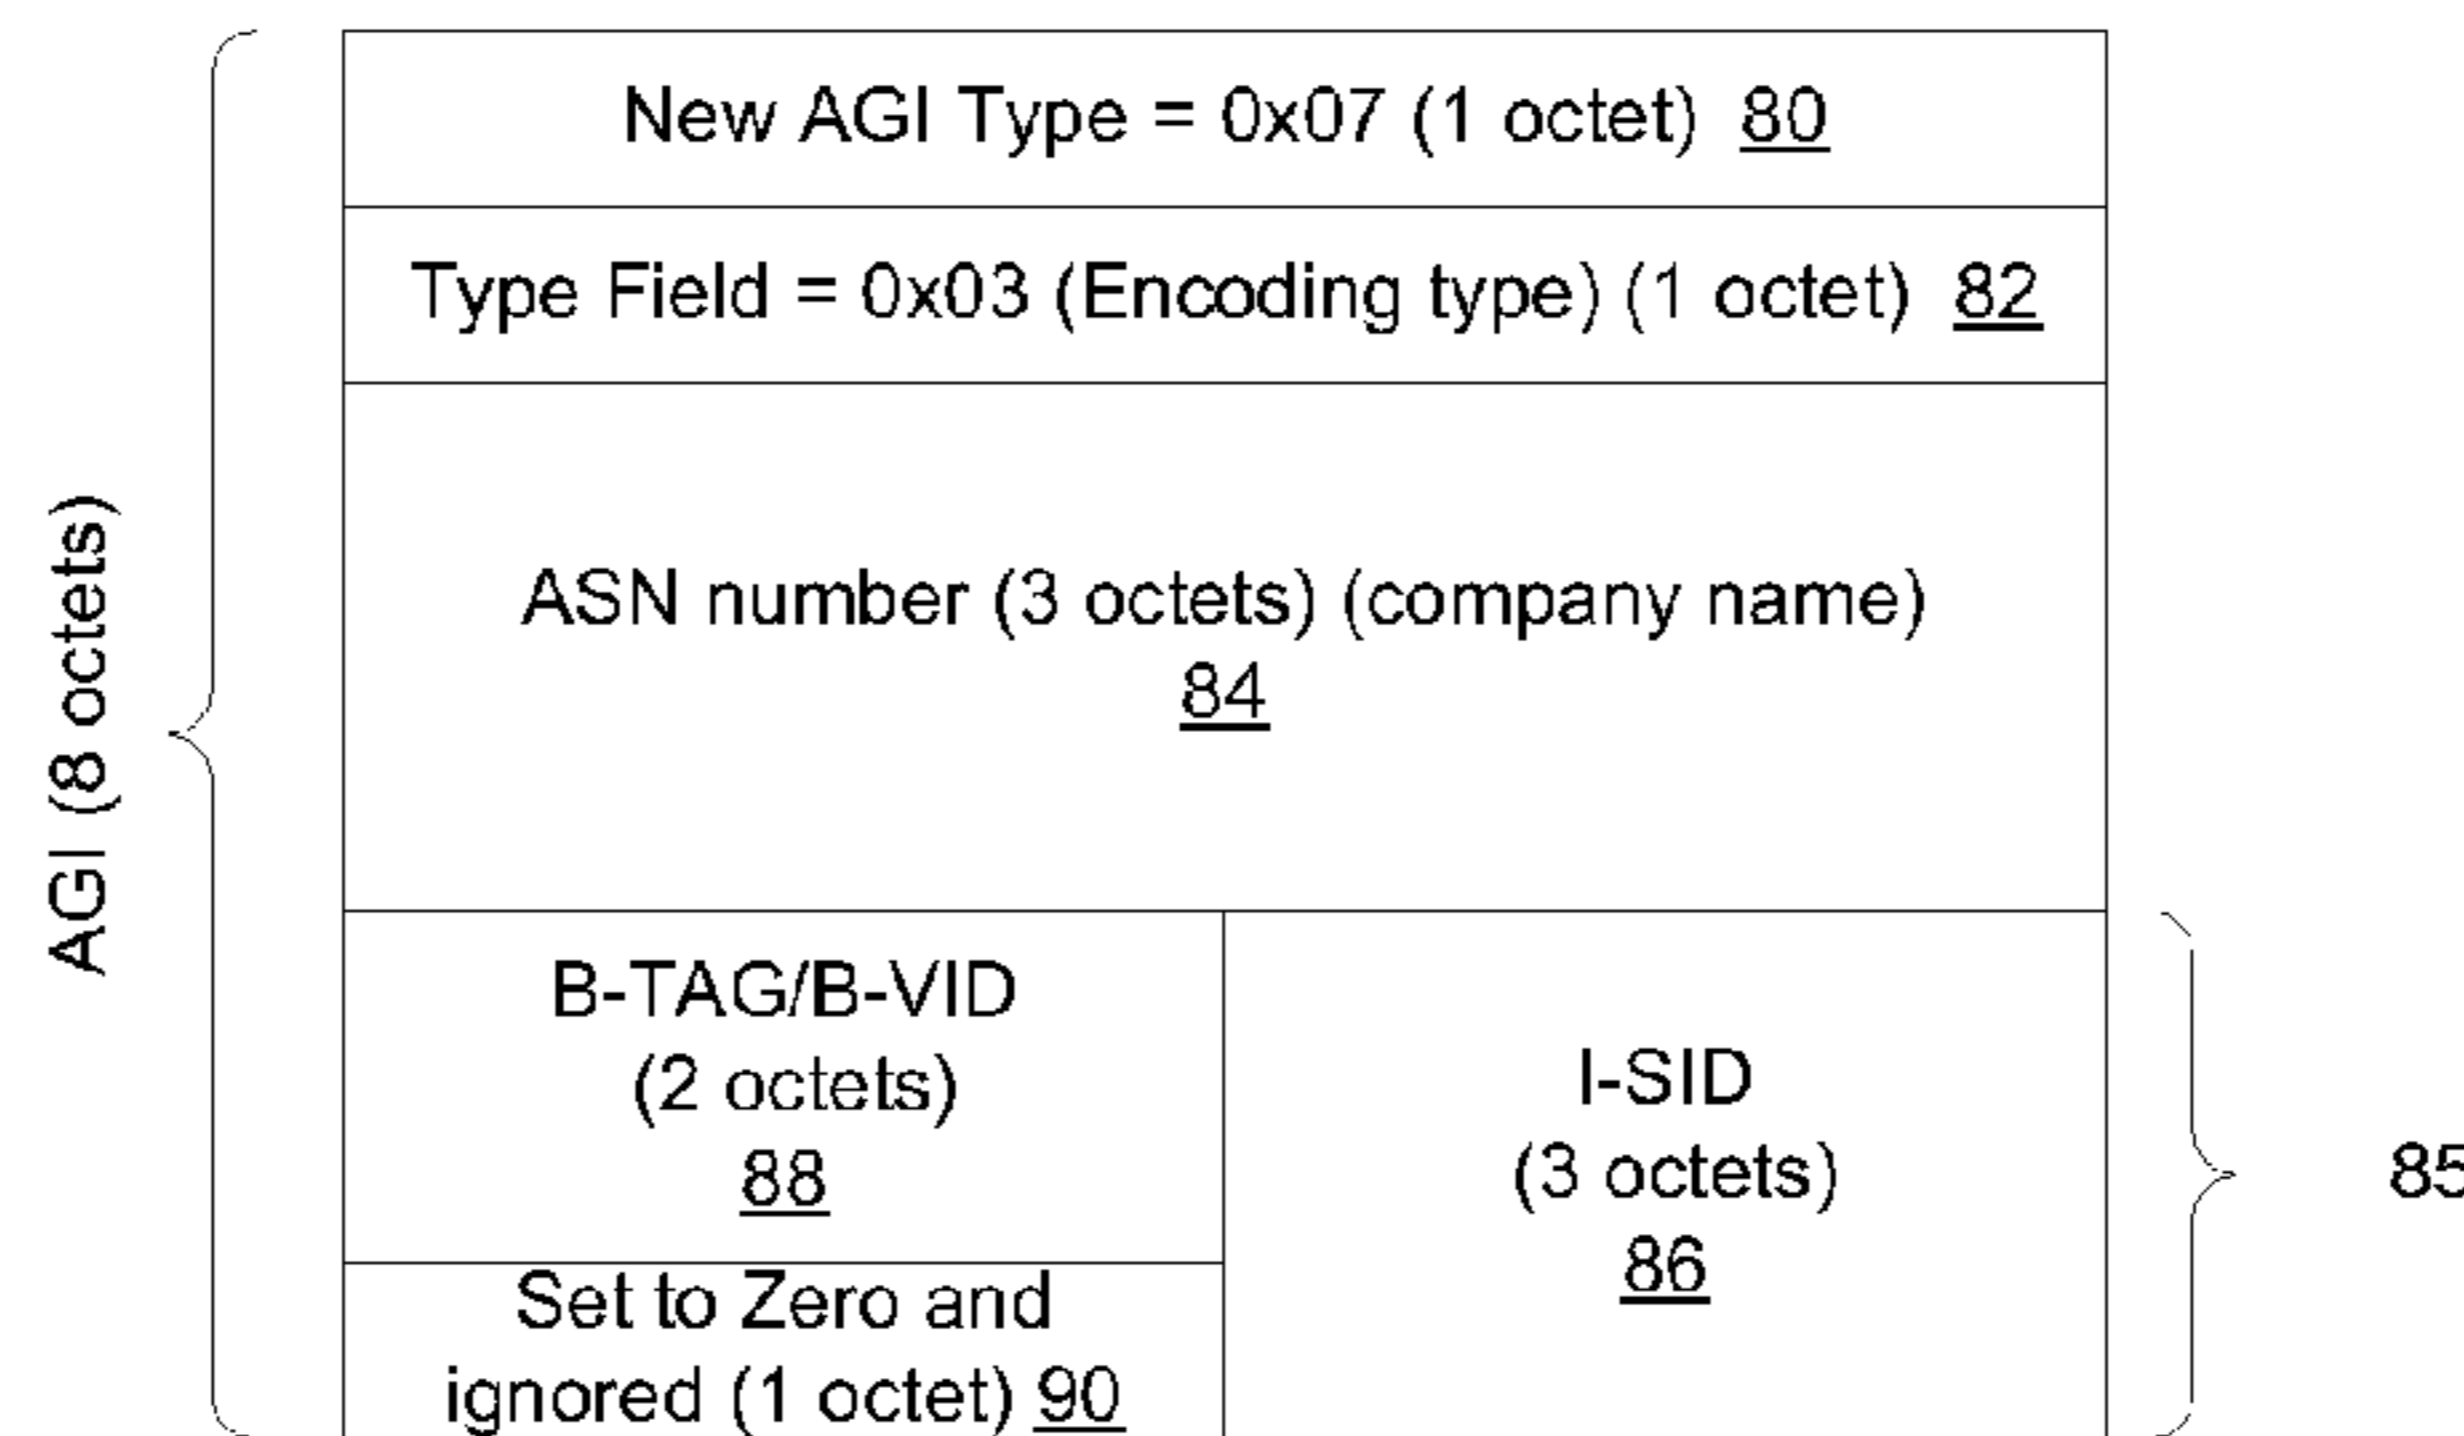 AGI (8 octets)
New AGI Type = 0x07 (1 octet) 80
Type Field = 0x03 (Encoding type) (1 octet) 82
ASN number (3 octets) (company name)
84
B-TAG/B-VID
(2 octets)
88
Set to Zero and
ignored (1 octet) 90
I-SID
(3 octets)
86
85